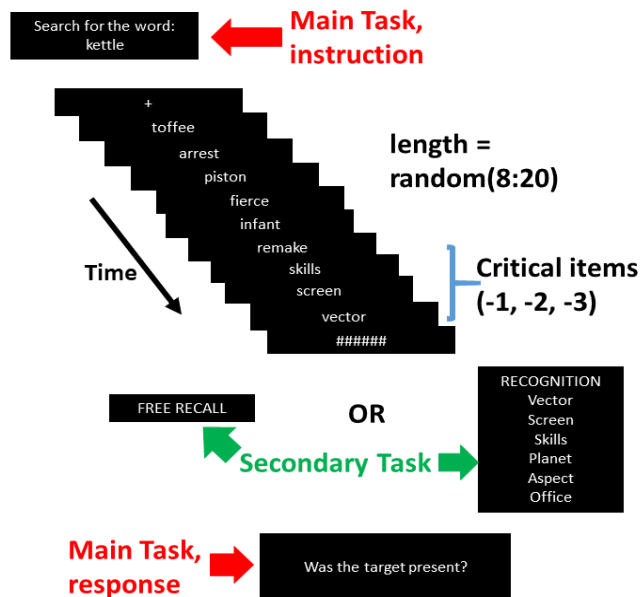 Search for the word:
kettle
Main Task,
instruction
+
toffee
arrest
piston
fierce
infant
remake
skills
screen
vector
######
length =
random(8:20)
Time
Critical items
(-1, -2, -3)
FREE RECALL
OR
RECOGNITION
Vector
Screen
Skills
Planet
Aspect
Office
Secondary Task
Main Task,
response
Was the target present?